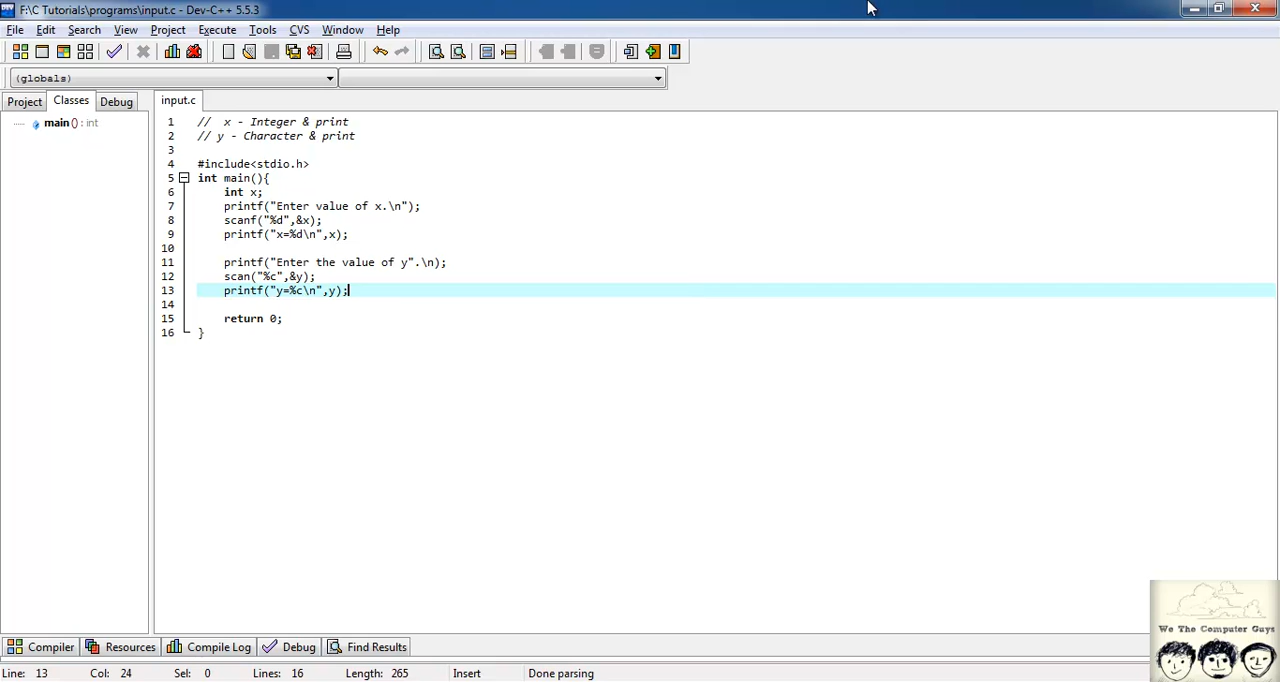 F:\C Tutorials\programs\input.c - Dev-C++ 5.5.3
File Edit Search View Project Execute Tools CVS Window Help
(globals)
Project Classes Debug input.c
main() : int
1 //  x - Integer & print
2 // y - Character & print
3
4 #include<stdio.h>
5 int main(){
6     int x;
7     printf("Enter value of x.\n");
8     scanf("%d",&x);
9     printf("x=%d\n",x);
10
11     printf("Enter the value of y".\n);
12     scan("%c",&y);
13     printf("y=%c\n",y);
14
15     return 0;
16 }
We The Computer Guys
Compiler Resources Compile Log Debug Find Results
Line: 13 Col: 24 Sel: 0 Lines: 16 Length: 265 Insert Done parsing